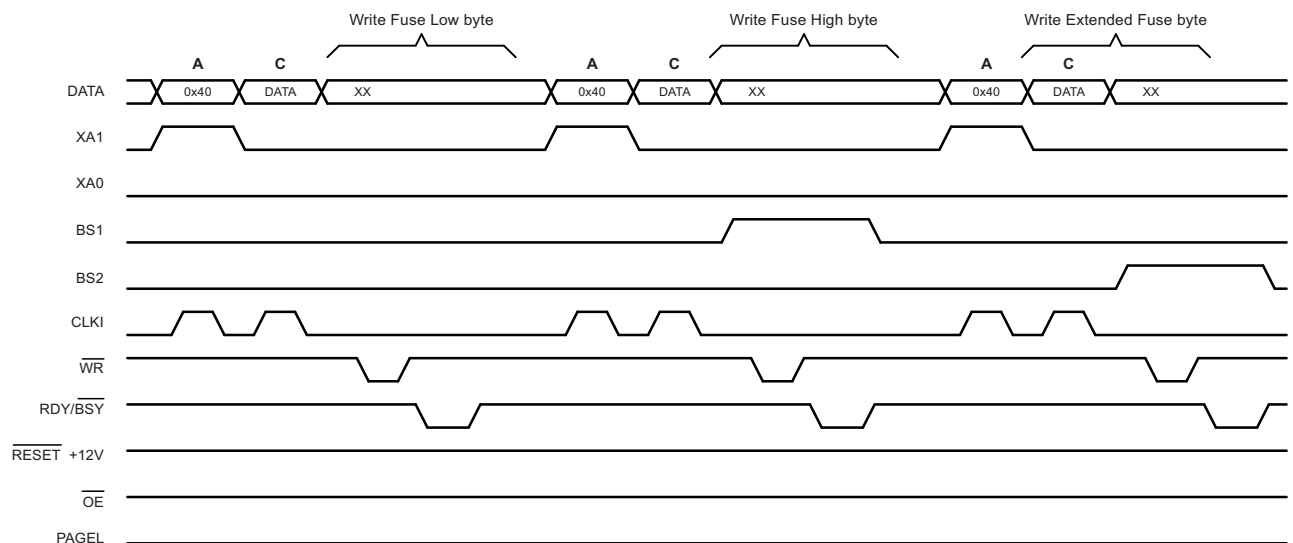 Write Fuse Low byte Write Fuse High byte Write Extended Fuse byte
A C A C A C
DATA 0x40 DATA XX 0x40 DATA XX 0x40 DATA XX
XA1
XA0
BS1
BS2
CLKI
WR
RDY/BSY
RESET +12V
OE
PAGEL